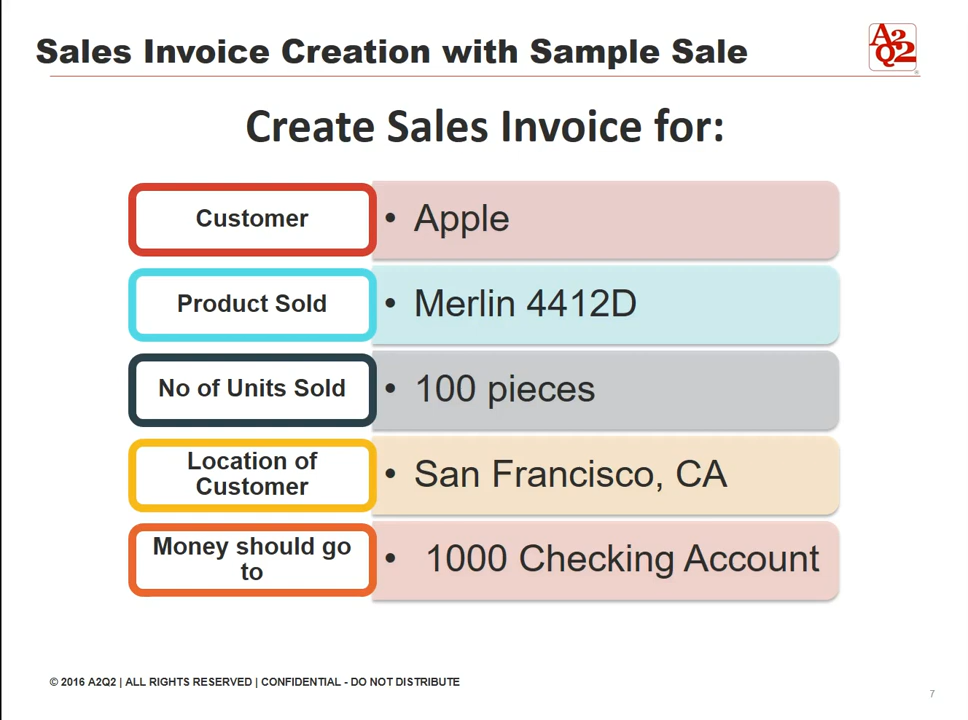 Sales Invoice Creation with Sample Sale
A2
Q2
Create Sales Invoice for:
Customer
• Apple
Product Sold
• Merlin 4412D
No of Units Sold
• 100 pieces
Location of
Customer
• San Francisco, CA
Money should go
to
• 1000 Checking Account
© 2016 A2Q2 | ALL RIGHTS RESERVED | CONFIDENTIAL - DO NOT DISTRIBUTE
7